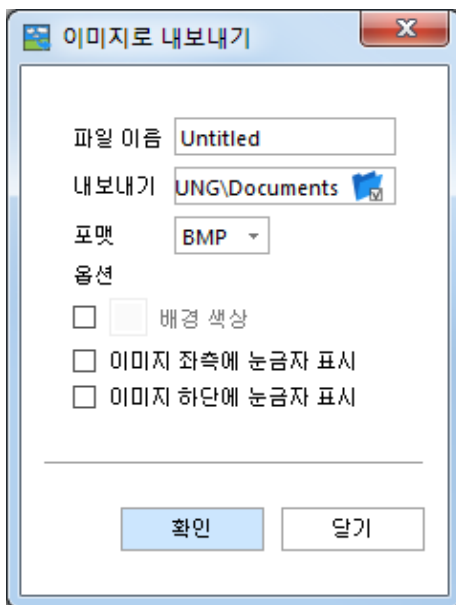 이미지로 내보내기
파일 이름 Untitled
내보내기 UNG\Documents
포맷 BMP
옵션
배경 색상
이미지 좌측에 눈금자 표시
이미지 하단에 눈금자 표시
확인 닫기